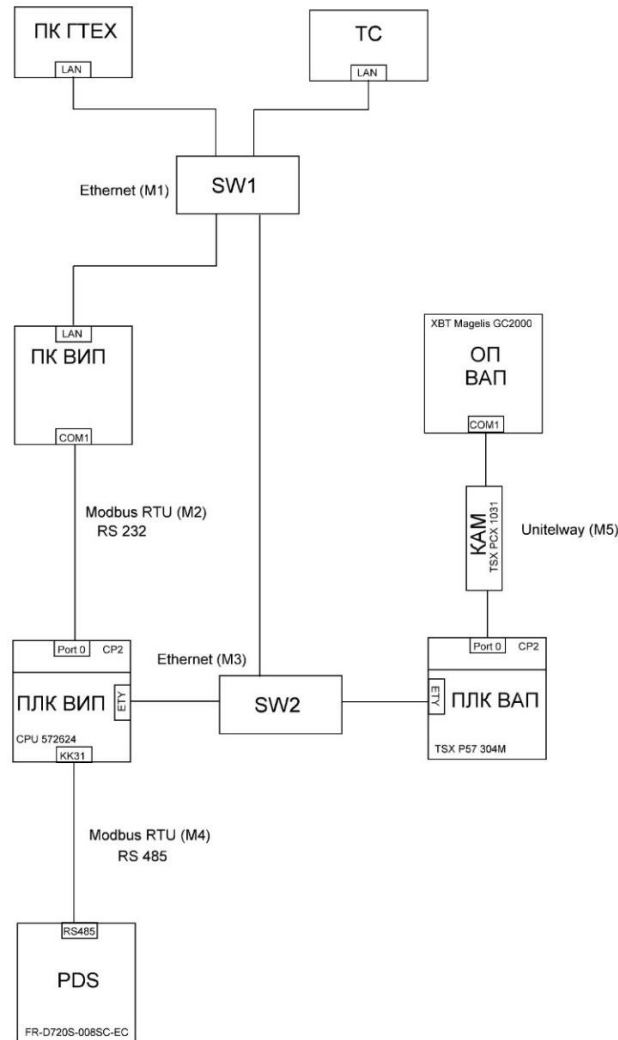 ПК ГТЕХ
LAN
ТС
LAN
Ethernet (M1)
SW1
LAN
ПК ВИП
COM1
XBT Magelis GC2000
ОП
ВАП
COM1
Modbus RTU (M2)
RS 232
КАМ
TSX PCX 1031
Unitelway (M5)
Port 0
CP2
ПЛК ВИП
ETY
CPU 572624
KK31
Ethernet (M3)
SW2
Port 0
CP2
ETY
ПЛК ВАП
TSX P57 304M
Modbus RTU (M4)
RS 485
RS485
PDS
FR-D720S-008SC-EC